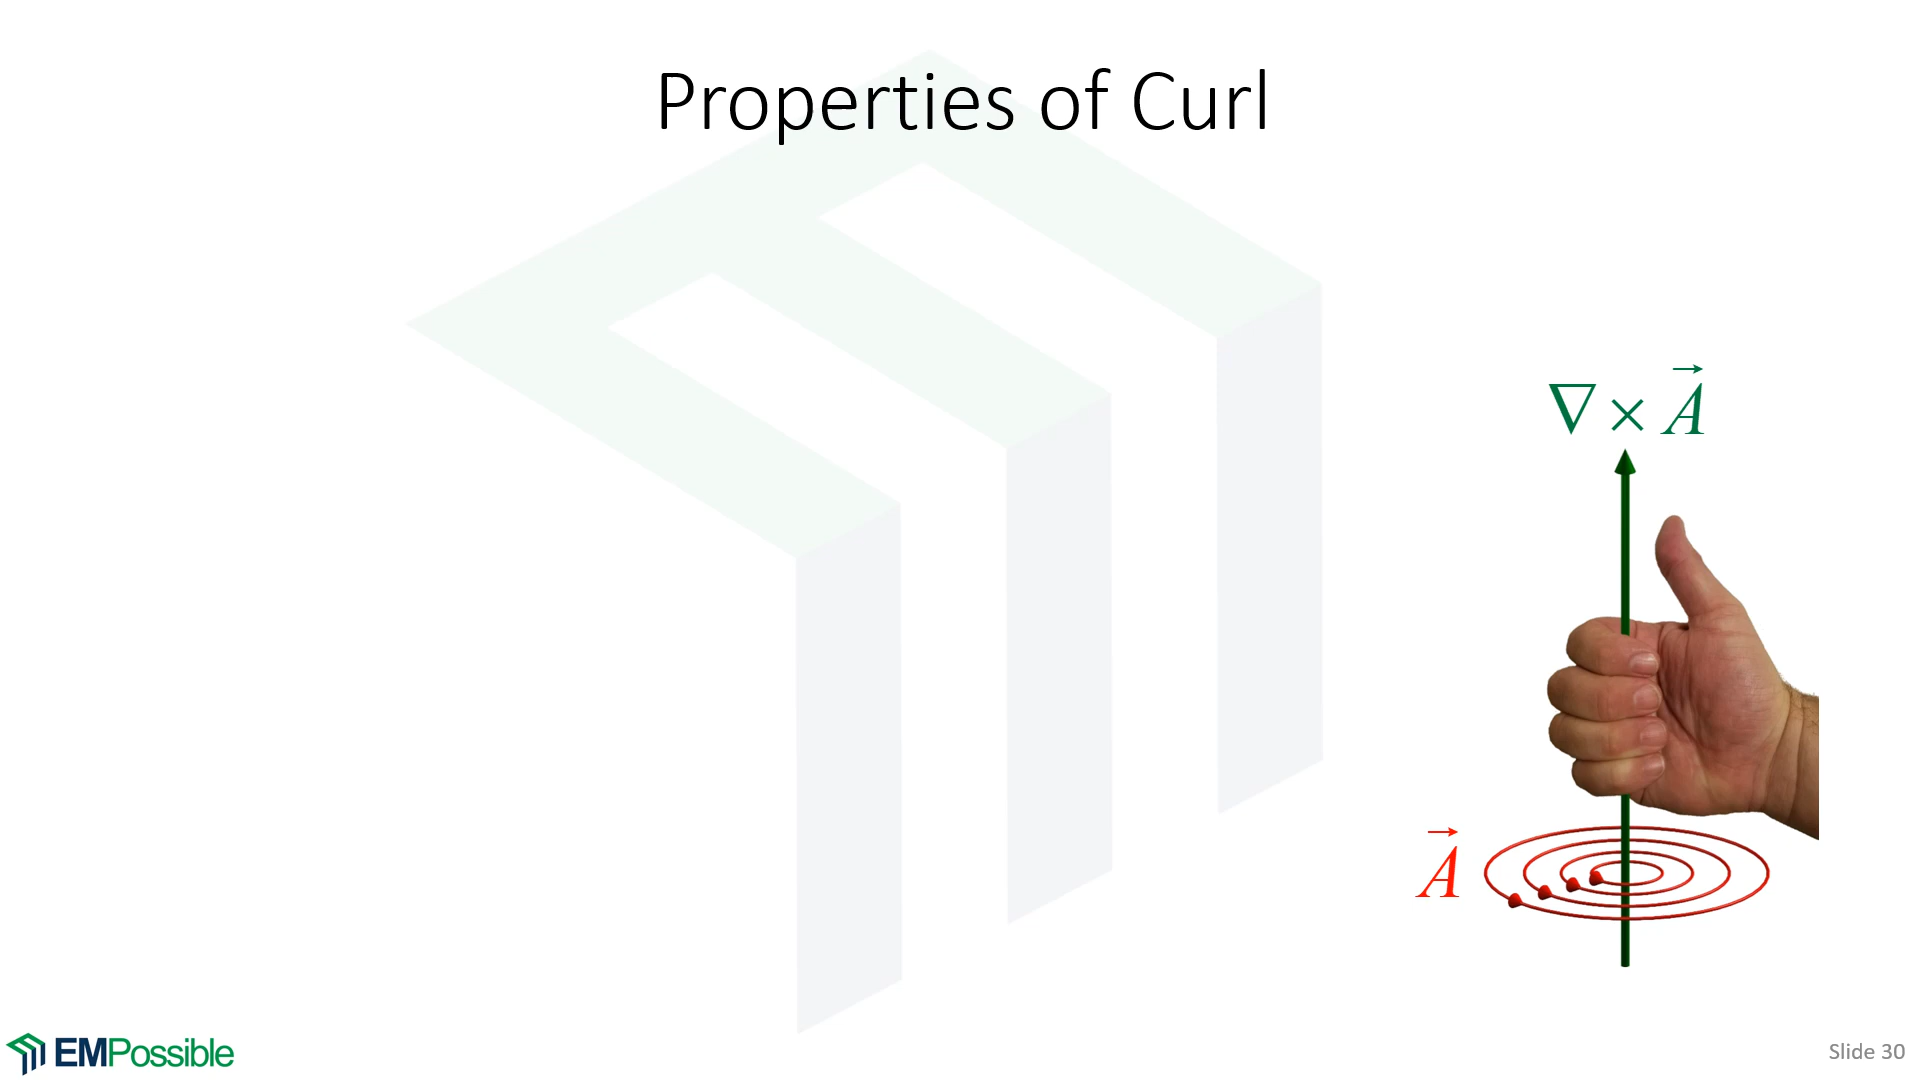 Properties of Curl
∇ × A⃗
A⃗
EMPossible
Slide 30